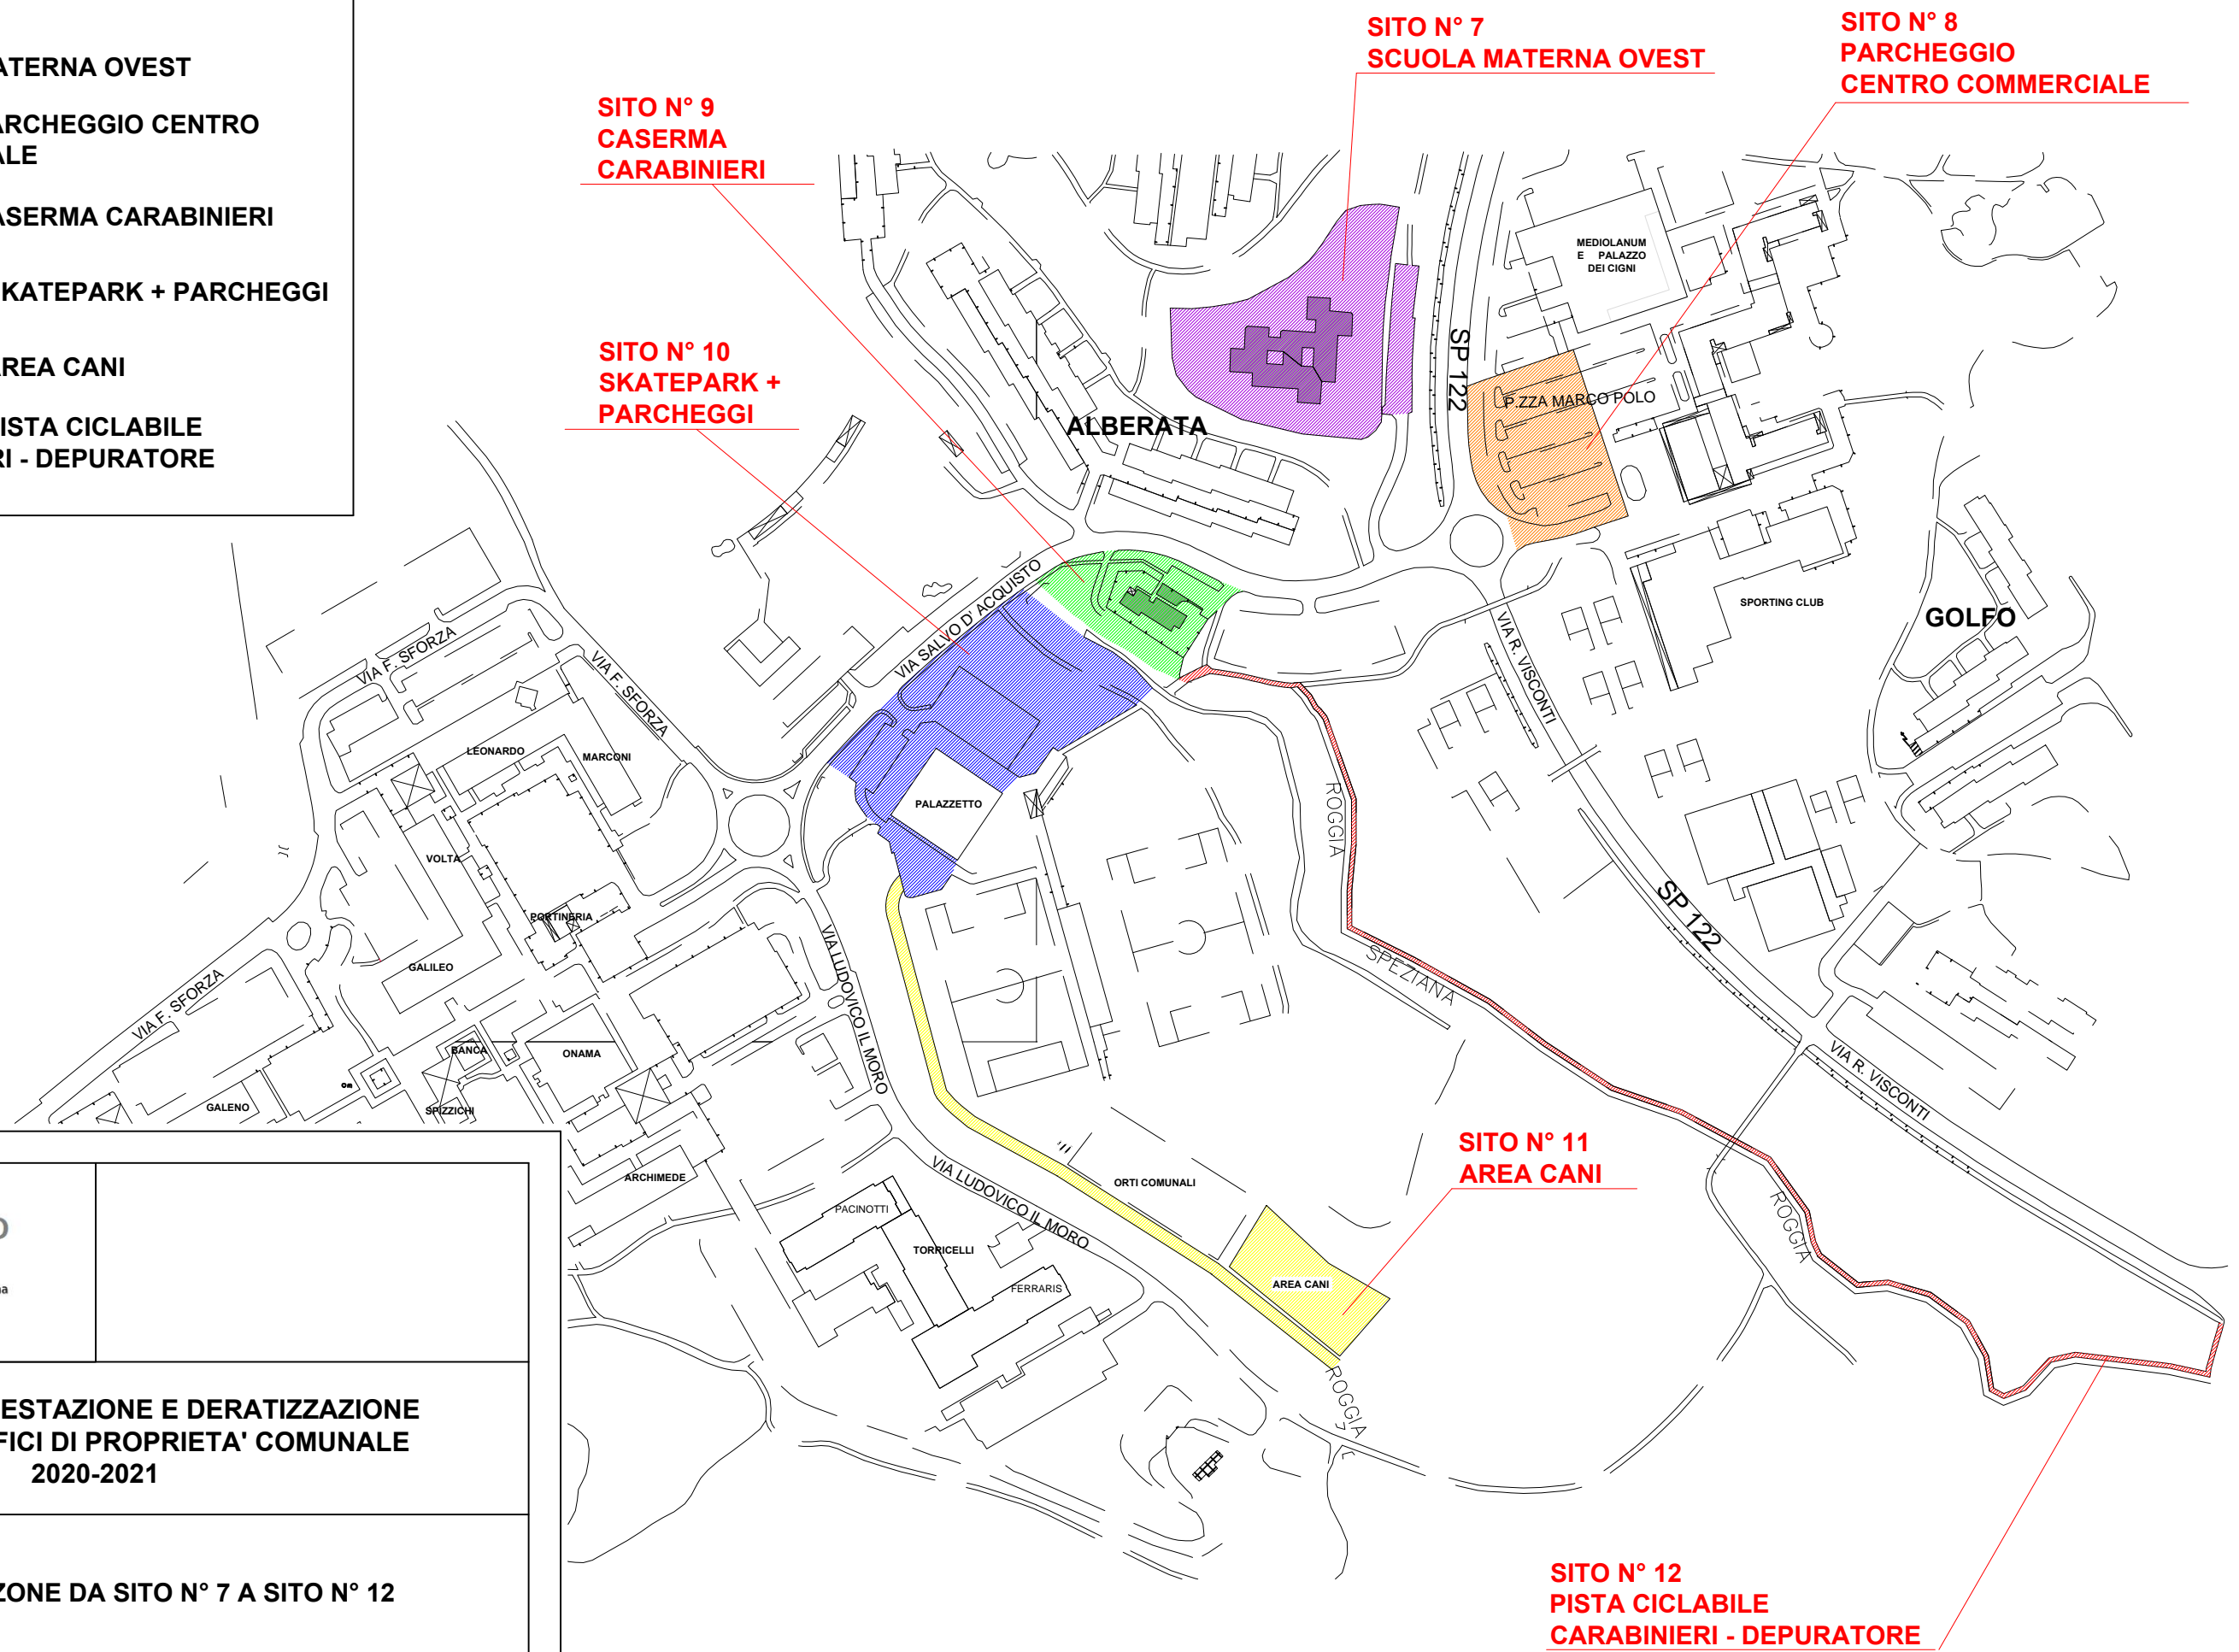 ATERNA OVEST
ARCHEGGIO CENTRO
ALE
ASERMA CARABINIERI
KATEPARK + PARCHEGGI
AREA CANI
ISTA CICLABILE
RI - DEPURATORE
SITO N° 7
SCUOLA MATERNA OVEST
SITO N° 8
PARCHEGGIO
CENTRO COMMERCIALE
SITO N° 9
CASERMA
CARABINIERI
SITO N° 10
SKATEPARK +
PARCHEGGI
MEDIOLANUM
E PALAZZO
DEI CIGNI
SP 122
P.ZZA MARCO POLO
ALBERATA
SPORTING CLUB
GOLFO
VIA SALVO D' ACQUISTO
VIA R. VISCONTI
VIA F. SFORZA
VIA F. SFORZA
LEONARDO
MARCONI
PALAZZETTO
ROGGIA
VOLTA
PORTINERIA
GALILEO
VIA F. SFORZA
VIA LUDOVICO IL MORO
SPEZIANA
SP 122
BANCA
ONAMA
GALENO
SPIZZICHI
VIA R. VISCONTI
ARCHIMEDE
VIA LUDOVICO IL MORO
ORTI COMUNALI
SITO N° 11
AREA CANI
PACINOTTI
TORRICELLI
FERRARIS
AREA CANI
ROGGIA
ROGGIA
O
na
ESTAZIONE E DERATIZZAZIONE
FICI DI PROPRIETA' COMUNALE
2020-2021
ZONE DA SITO N° 7 A SITO N° 12
SITO N° 12
PISTA CICLABILE
CARABINIERI - DEPURATORE